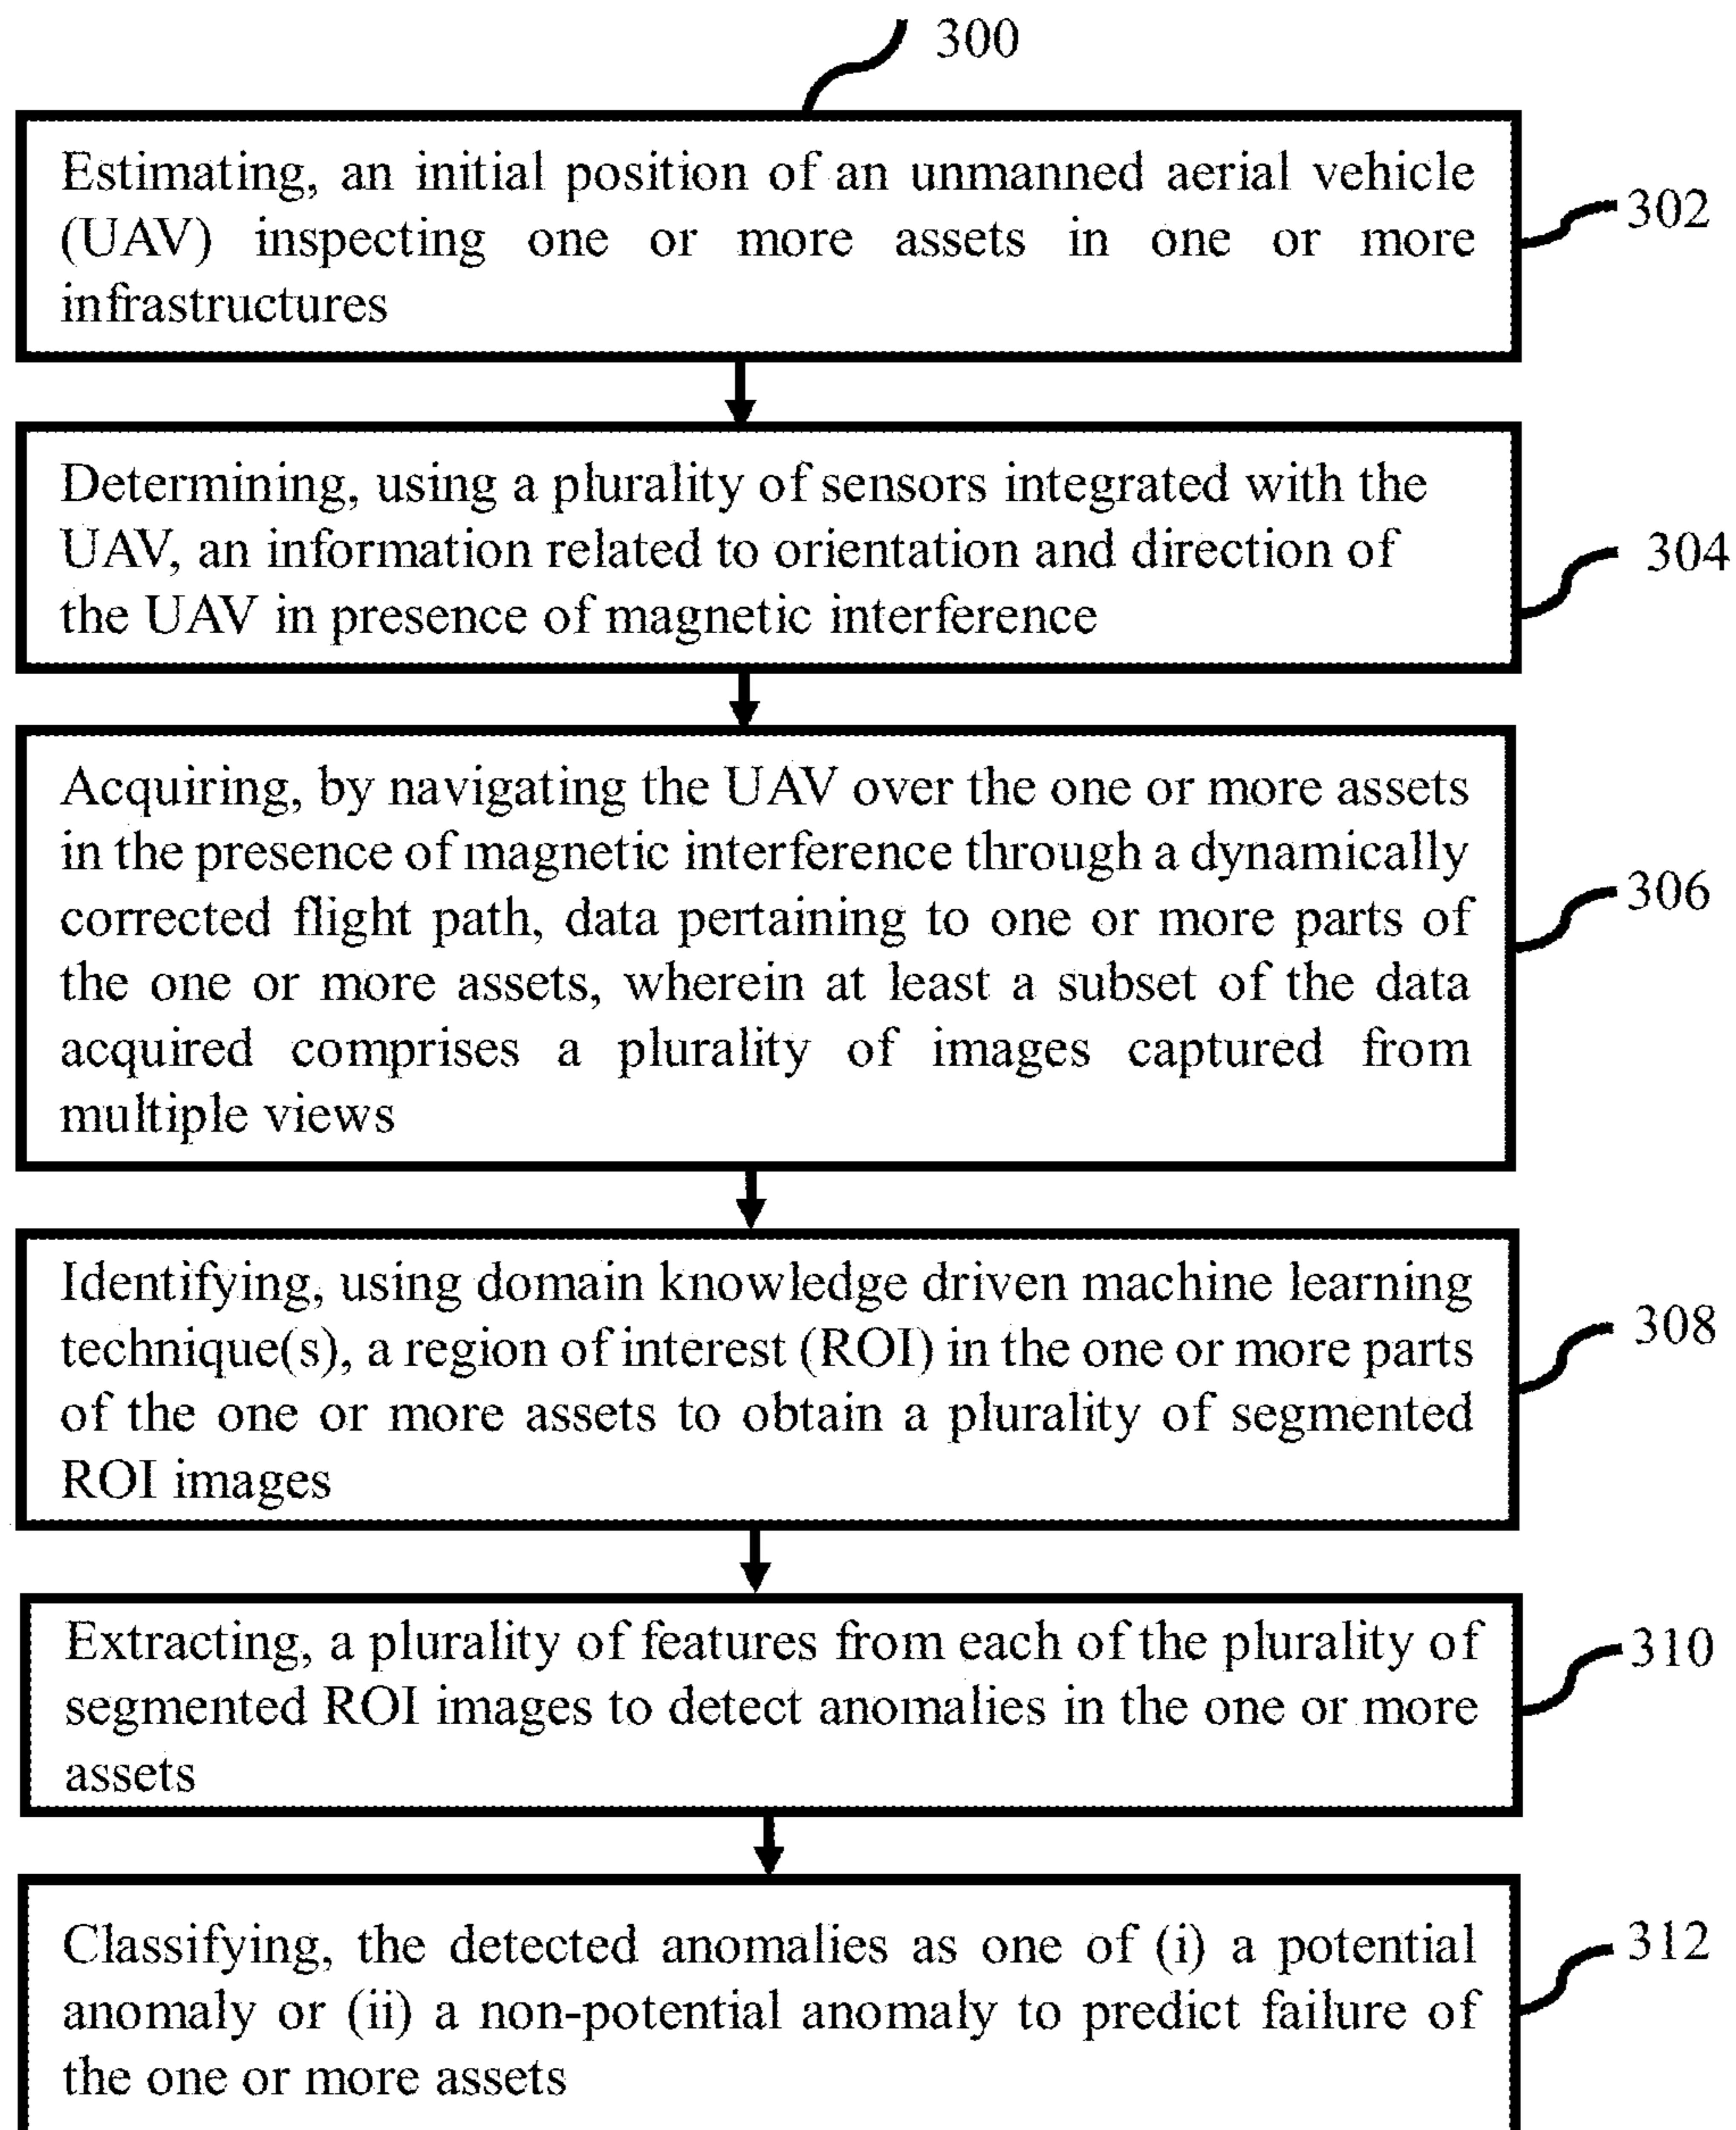 300
Estimating, an initial position of an unmanned aerial vehicle
(UAV) inspecting one or more assets in one or more
infrastructures
302
Determining, using a plurality of sensors integrated with the
UAV, an information related to orientation and direction of
the UAV in presence of magnetic interference
304
Acquiring, by navigating the UAV over the one or more assets
in the presence of magnetic interference through a dynamically
corrected flight path, data pertaining to one or more parts of
the one or more assets, wherein at least a subset of the data
acquired comprises a plurality of images captured from
multiple views
306
Identifying, using domain knowledge driven machine learning
technique(s), a region of interest (ROI) in the one or more parts
of the one or more assets to obtain a plurality of segmented
ROI images
308
Extracting, a plurality of features from each of the plurality of
segmented ROI images to detect anomalies in the one or more
assets
310
Classifying, the detected anomalies as one of (i) a potential
anomaly or (ii) a non-potential anomaly to predict failure of
the one or more assets
312